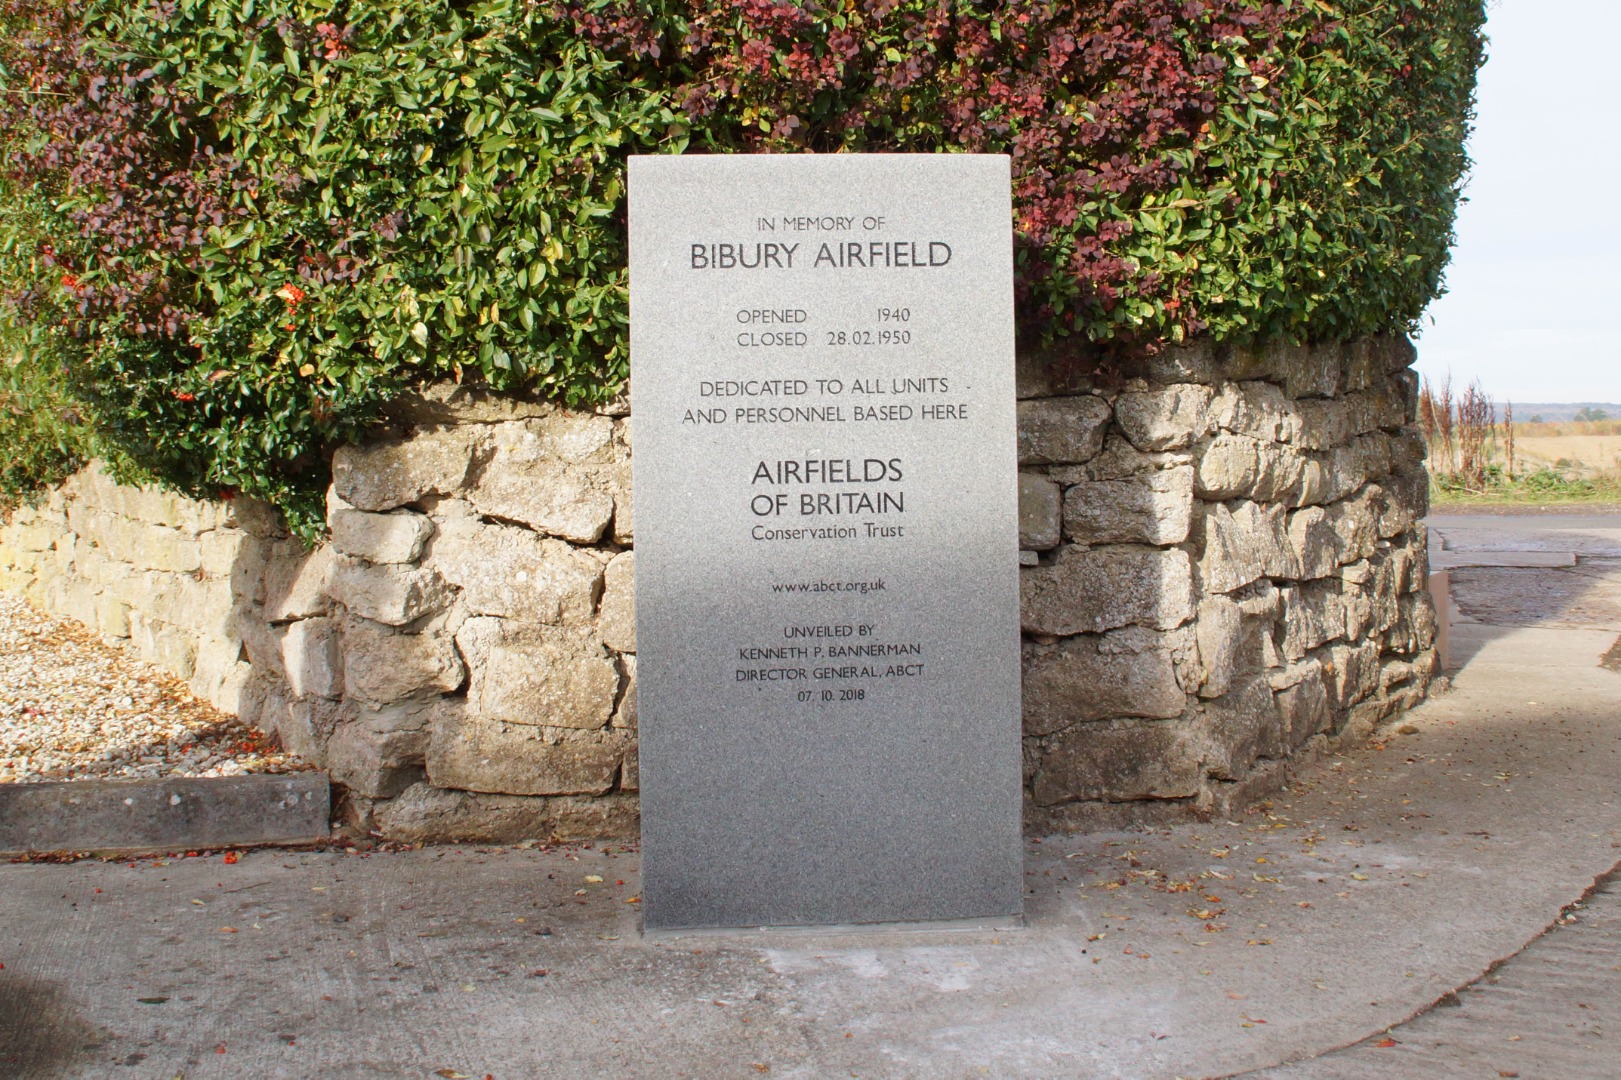 IN MEMORY OF
BIBURY AIRFIELD
OPENED 1940
CLOSED 28.02.1950
DEDICATED TO ALL UNITS
AND PERSONNEL BASED HERE
AIRFIELDS
OF BRITAIN
Conservation Trust
www.abct.org.uk
UNVEILED BY
KENNETH P. BANNERMAN
DIRECTOR GENERAL, ABCT
07. 10. 2018